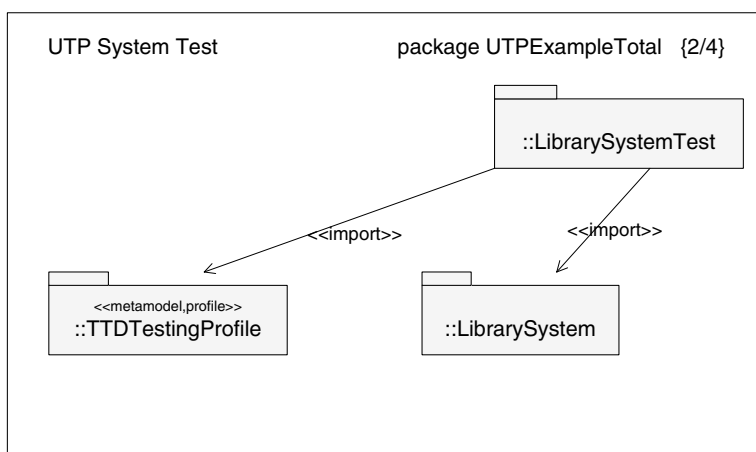 UTP System Test
package UTPExampleTotal {2/4}
::LibrarySystemTest
<<import>>
<<import>>
<<metamodel,profile>>
::TTDTestingProfile
::LibrarySystem